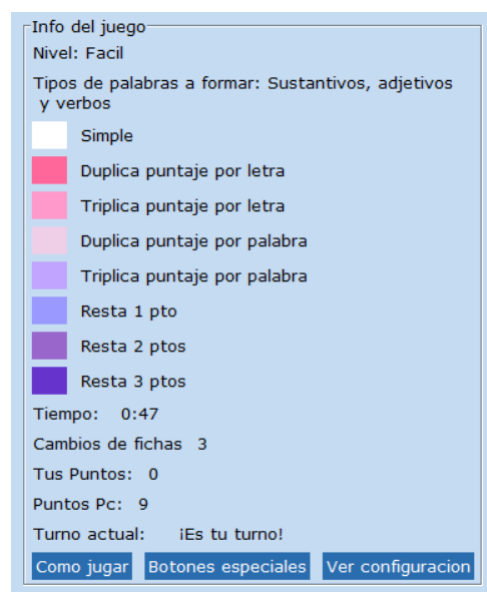 Info del juego
Nivel: Facil
Tipos de palabras a formar: Sustantivos, adjetivos
y verbos
Simple
Duplica puntaje por letra
Triplica puntaje por letra
Duplica puntaje por palabra
Triplica puntaje por palabra
Resta 1 pto
Resta 2 ptos
Resta 3 ptos
Tiempo: 0:47
Cambios de fichas 3
Tus Puntos: 0
Puntos Pc: 9
Turno actual: ¡Es tu turno!
Como jugar Botones especiales Ver configuracion